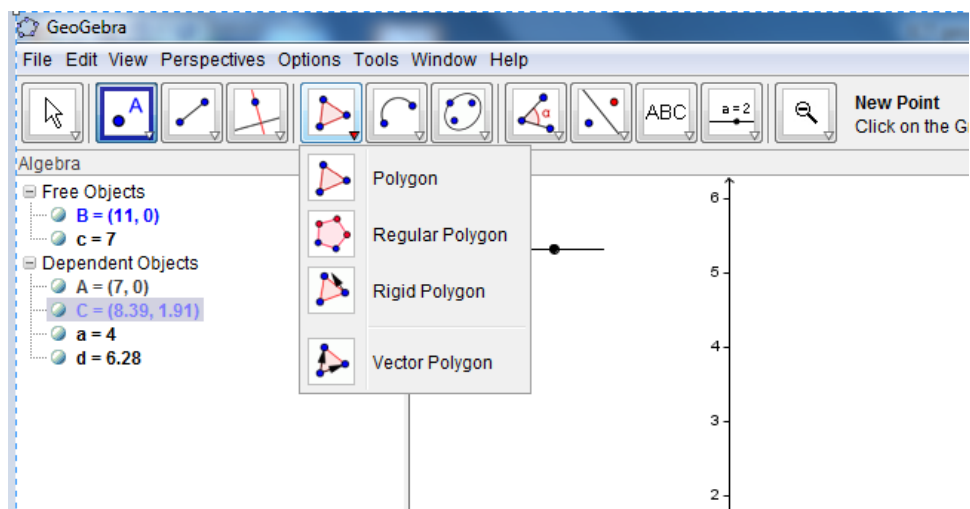 GeoGebra
File Edit View Perspectives Options Tools Window Help
A
α
ABC
a=2
New Point
Click on the G
Algebra
Free Objects
B = (11, 0)
c = 7
Dependent Objects
A = (7, 0)
C = (8.39, 1.91)
a = 4
d = 6.28
Polygon
Regular Polygon
Rigid Polygon
Vector Polygon
6
5
4
3
2